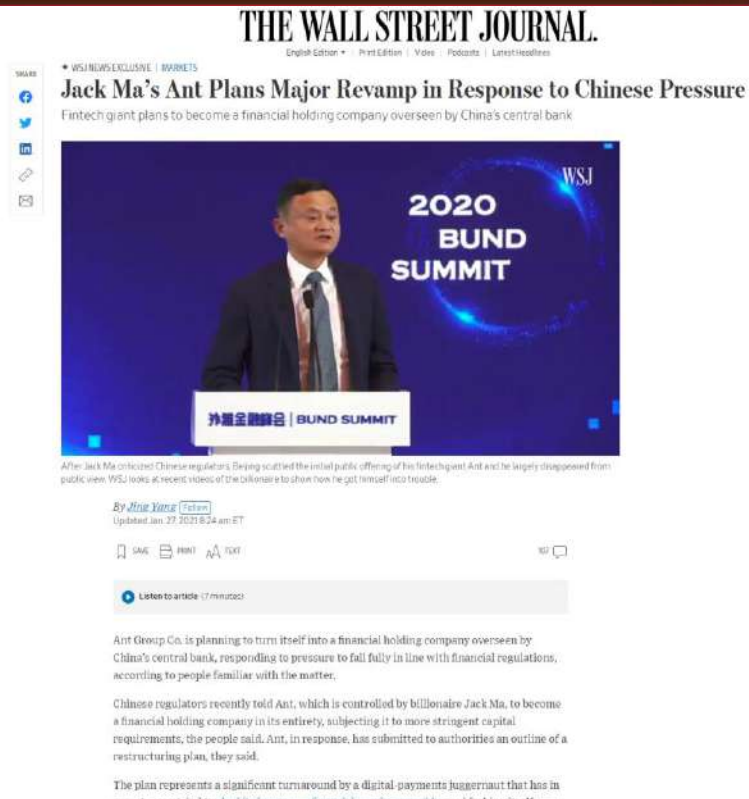 THE WALL STREET JOURNAL.
English Edition | Print Edition | Video | Podcasts | Latest Headlines
SHARE
WSJ NEWS EXCLUSIVE | MARKETS
Jack Ma's Ant Plans Major Revamp in Response to Chinese Pressure
Fintech giant plans to become a financial holding company overseen by China's central bank
WSJ
2020
BUND
SUMMIT
外滩金融峰会 | BUND SUMMIT
After Jack Ma criticized Chinese regulators, Beijing scuttled the initial public offering of his fintech giant Ant and he largely disappeared from
public view. WSJ looks at recent videos of the billionaire to show how he got himself into trouble.
By Jing Yang Follow
Updated Jan. 27, 2021 8:24 am ET
SAVE PRINT TEXT
Listen to article (7 minutes)
Ant Group Co. is planning to turn itself into a financial holding company overseen by
China's central bank, responding to pressure to fall fully in line with financial regulations,
according to people familiar with the matter.
Chinese regulators recently told Ant, which is controlled by billionaire Jack Ma, to become
a financial holding company in its entirety, subjecting it to more stringent capital
requirements, the people said. Ant, in response, has submitted to authorities an outline of a
restructuring plan, they said.
The plan represents a significant turnaround by a digital-payments juggernaut that has in